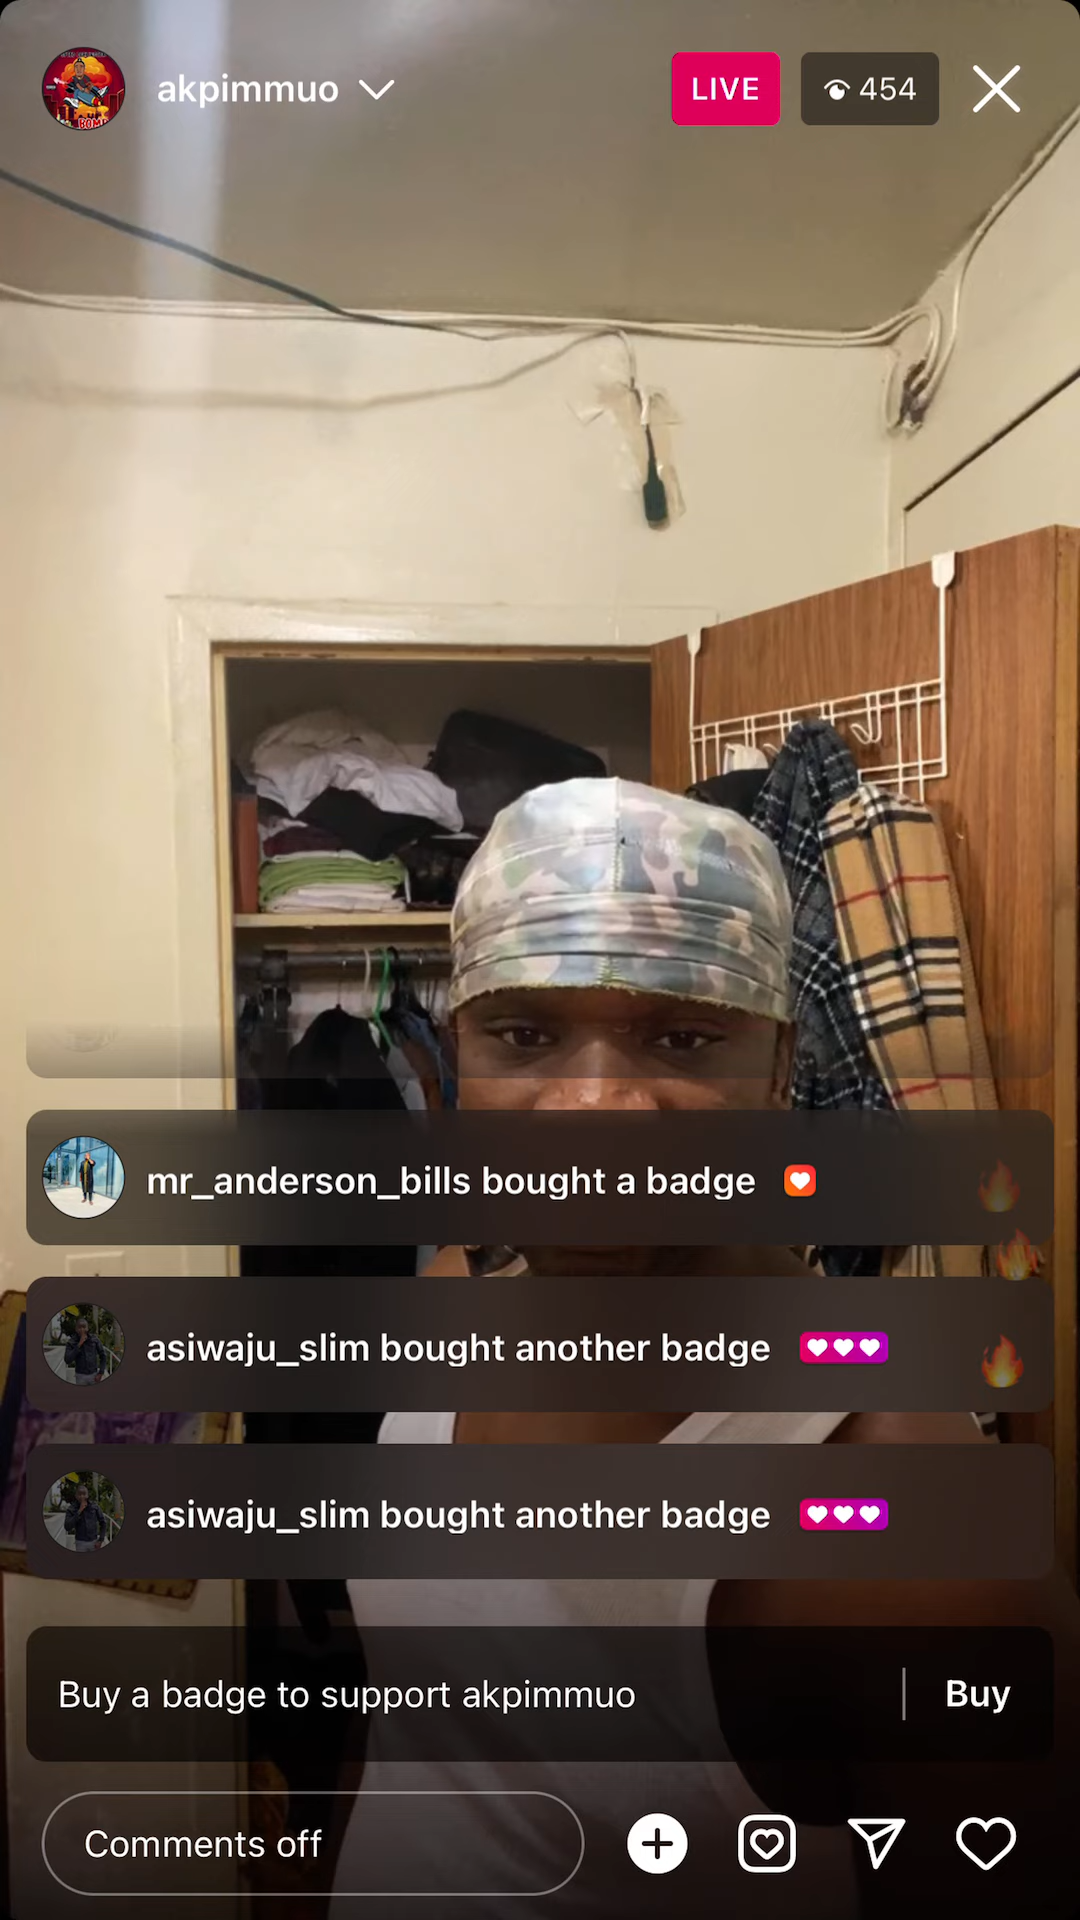 akpimmuo
LIVE
454
mr_anderson_bills bought a badge
asiwaju_slim bought another badge
asiwaju_slim bought another badge
Buy a badge to support akpimmuo
Buy
Comments off